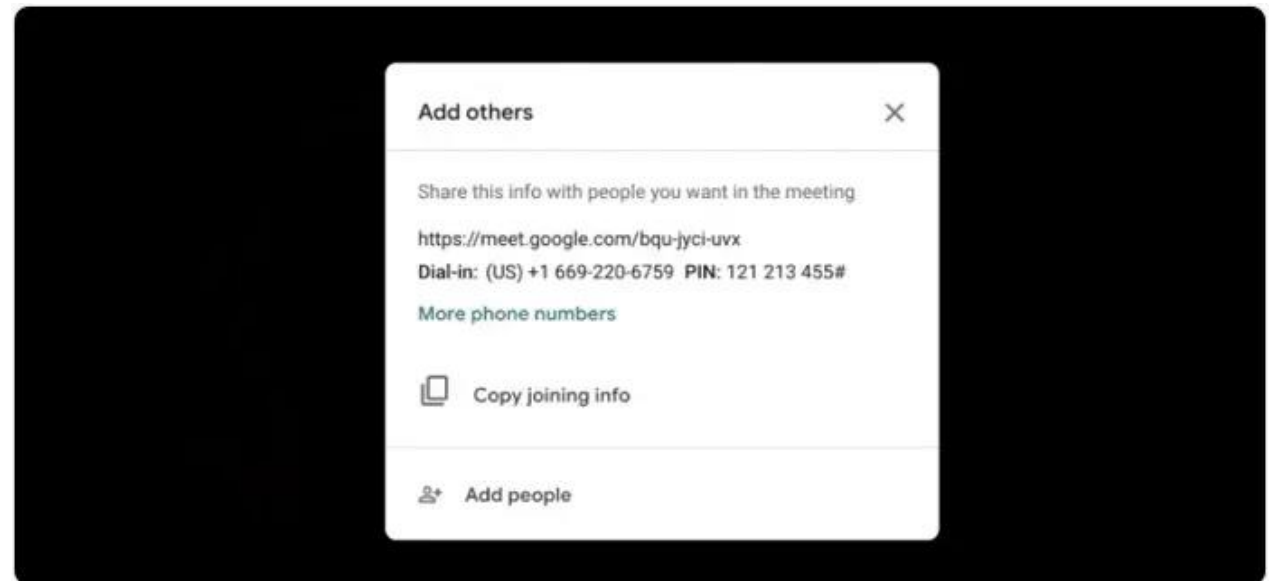 Add others
Share this info with people you want in the meeting
https://meet.google.com/bqu-jyci-uvx
Dial-in: (US) +1 669-220-6759 PIN: 121 213 455#
More phone numbers
Copy joining info
Add people